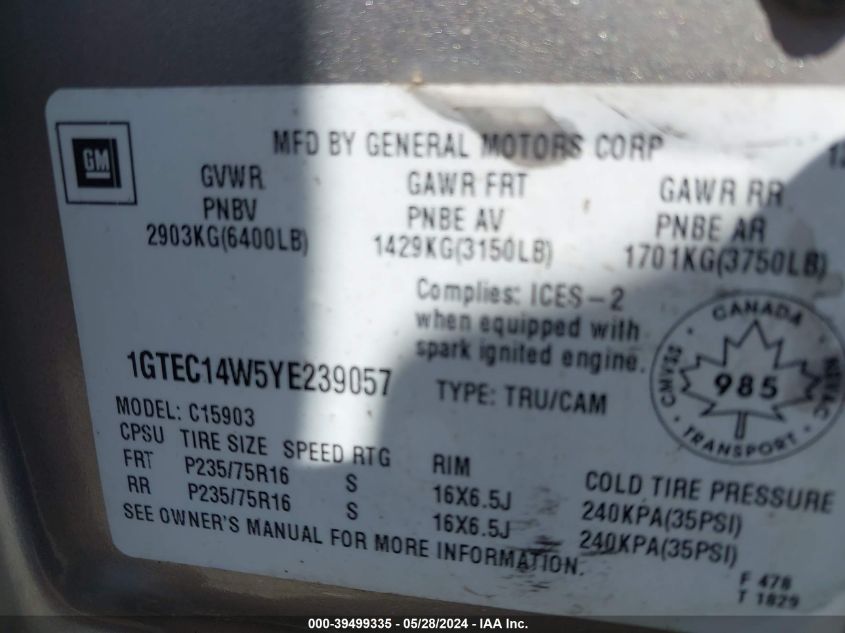 GM
MFD BY GENERAL MOTORS CORP
GVWR GAWR FRT GAWR RR
PNBV PNBE AV PNBE AR
2903KG(6400LB) 1429KG(3150LB) 1701KG(3750LB)
Complies: ICES-2
when equipped with
spark ignited engine.
CANADA
CMVSS 985 NSVAC
TRANSPORT
1GTEC14W5YE239057 TYPE: TRU/CAM
MODEL: C15903
CPSU TIRE SIZE SPEED RTG RIM COLD TIRE PRESSURE
FRT P235/75R16 S 16X6.5J 240KPA(35PSI)
RR P235/75R16 S 16X6.5J 240KPA(35PSI)
SEE OWNER'S MANUAL FOR MORE INFORMATION.
F 478
T 1829
000-39499335 - 05/28/2024 - IAA Inc.